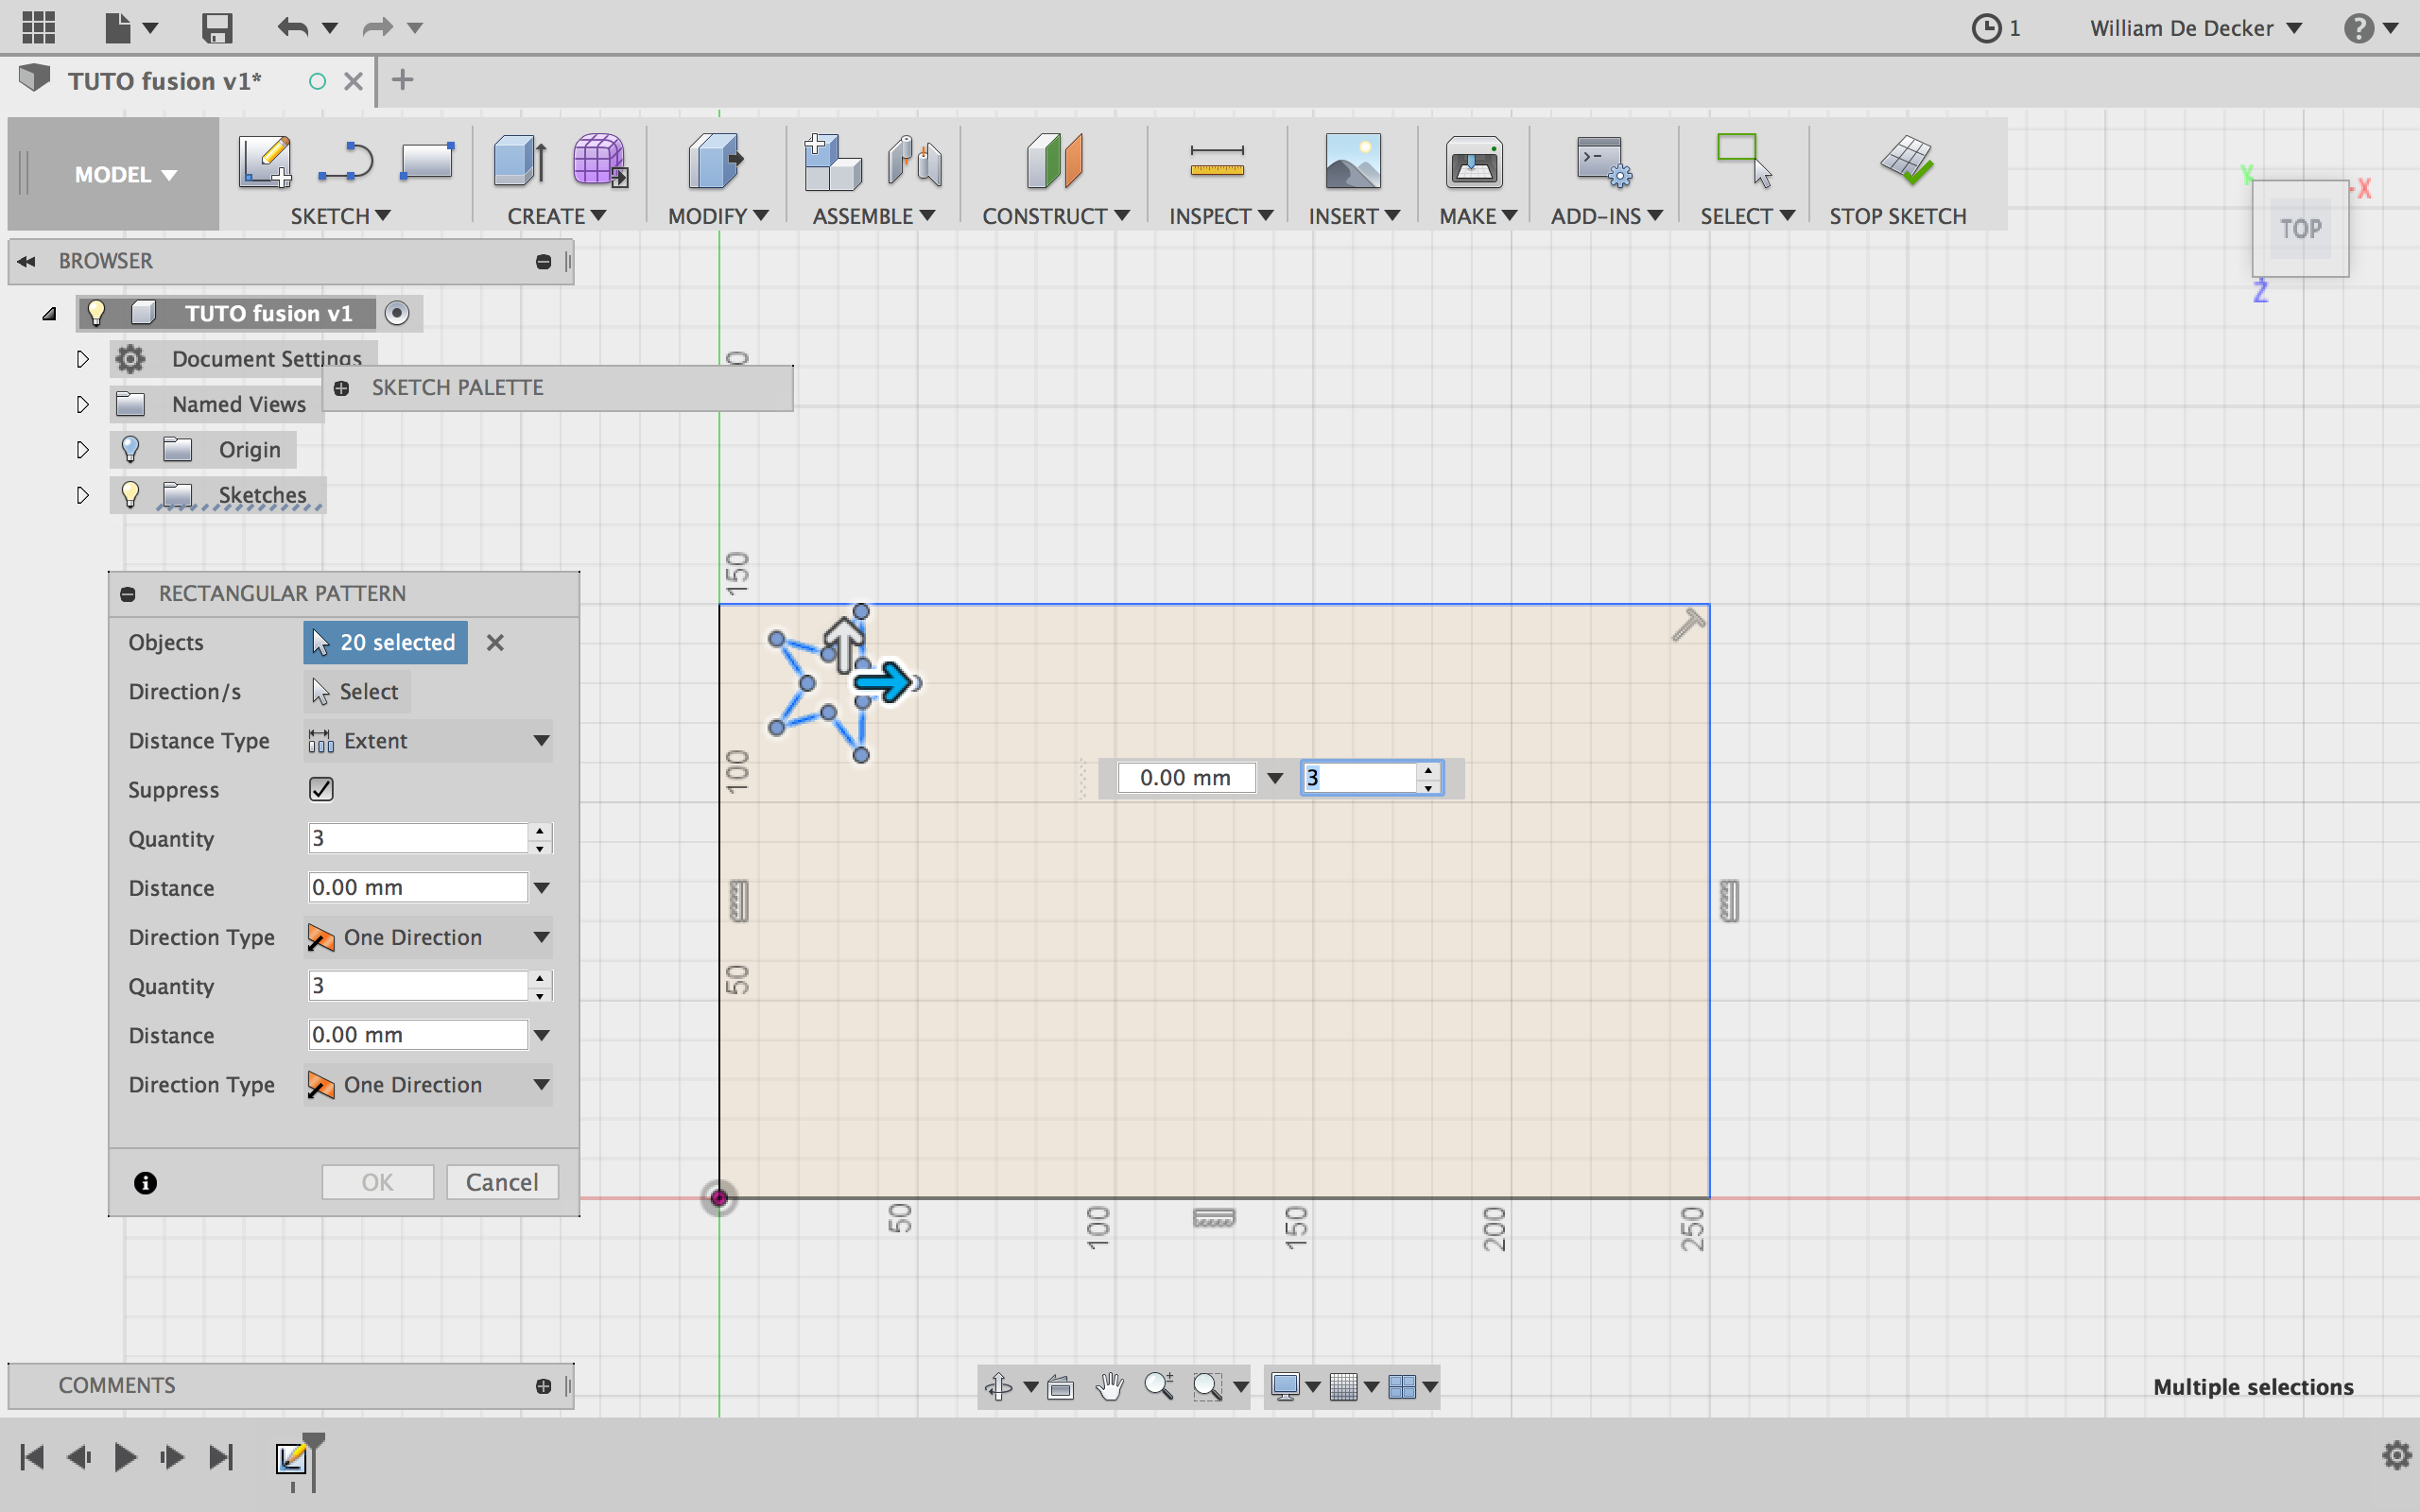 1
William De Decker
?
TUTO fusion v1*
MODEL
SKETCH
CREATE
MODIFY
ASSEMBLE
CONSTRUCT
INSPECT
INSERT
MAKE
ADD-INS
SELECT
STOP SKETCH
Y
X
TOP
Z
BROWSER
TUTO fusion v1
Document Settings
Named Views
Origin
Sketches
SKETCH PALETTE
RECTANGULAR PATTERN
Objects 20 selected
Direction/s Select
Distance Type Extent
Suppress
Quantity 3
Distance 0.00 mm
Direction Type One Direction
Quantity 3
Distance 0.00 mm
Direction Type One Direction
OK Cancel
0.00 mm 3
150
100
50
50 100 150 200 250
COMMENTS
Multiple selections